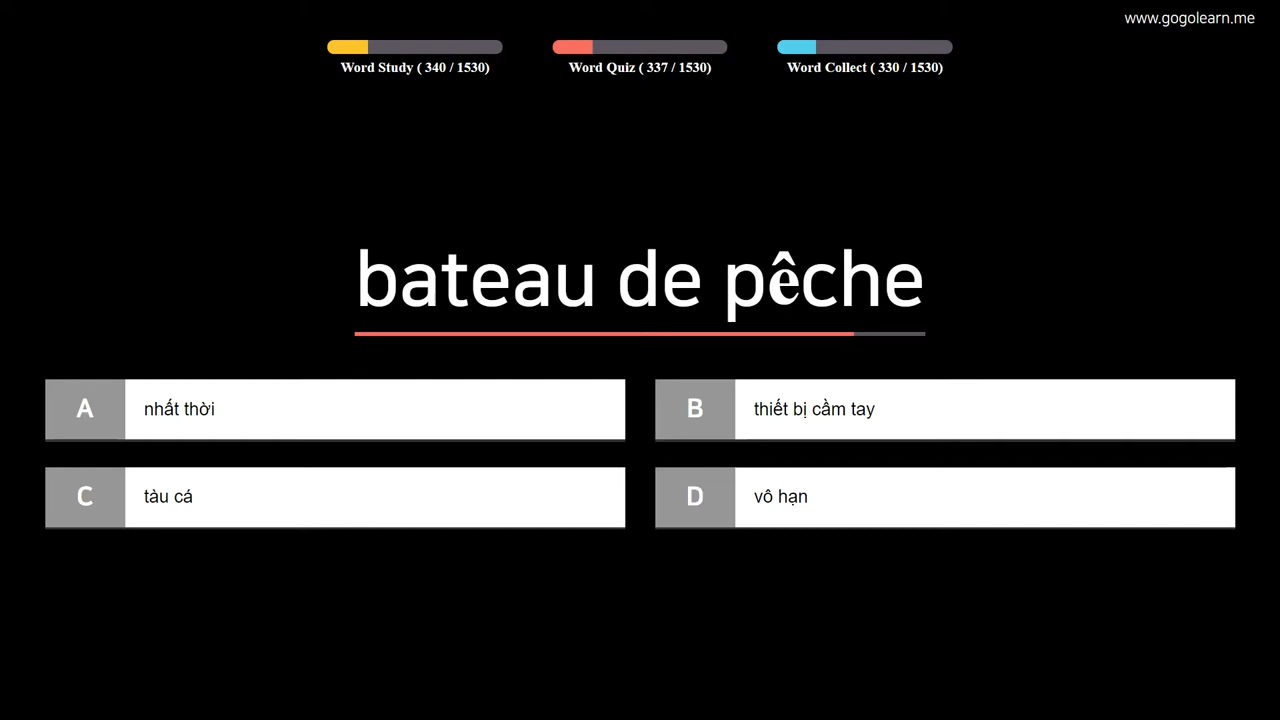 www.gogolearn.me
Word Study ( 340 / 1530)
Word Quiz ( 337 / 1530)
Word Collect ( 330 / 1530)
bateau de pêche
A nhất thời
B thiết bị cầm tay
C tàu cá
D vô hạn